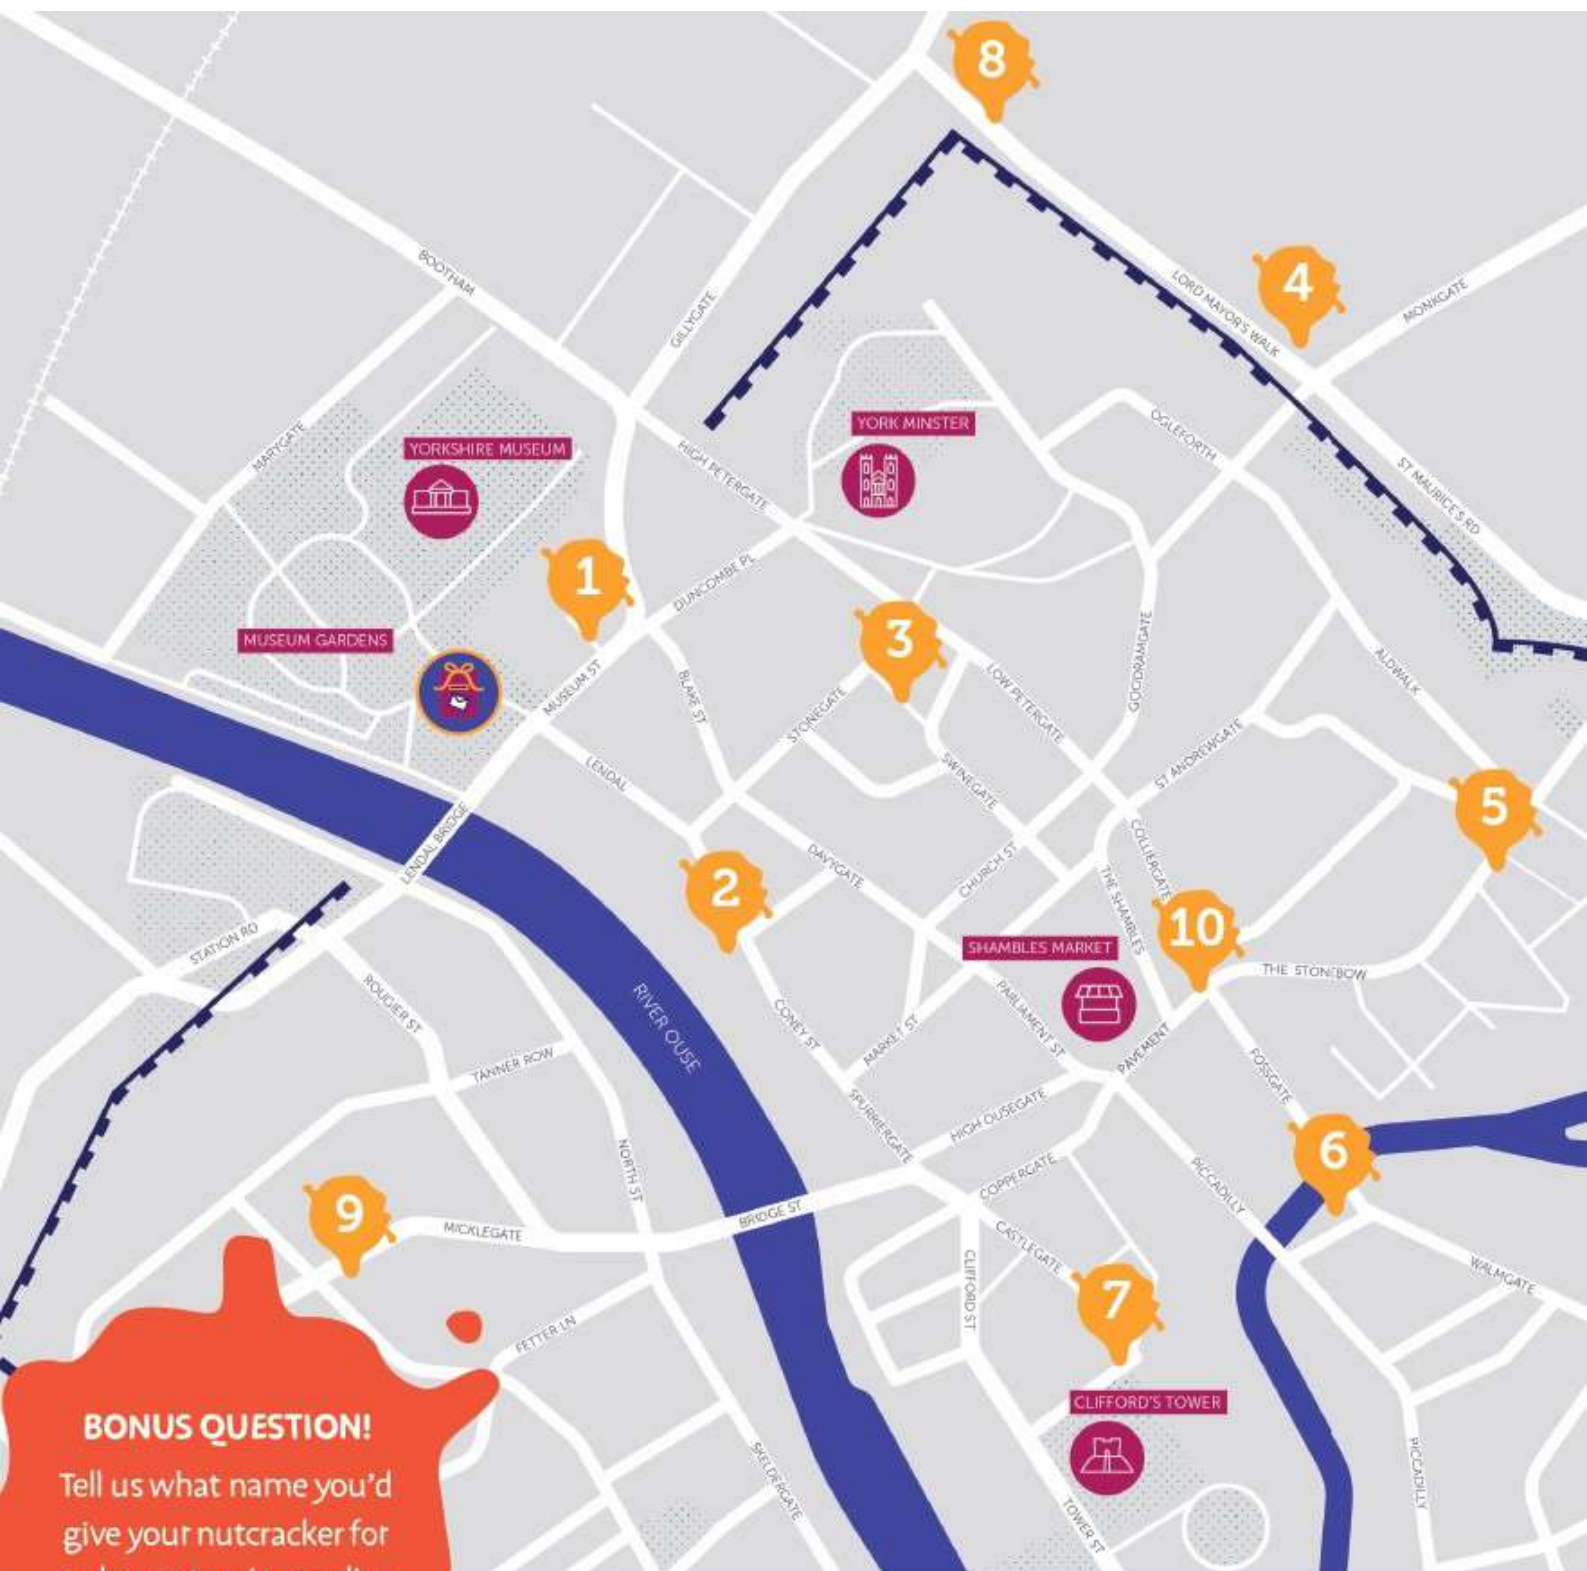 8
BOOTHAM
GILLYGATE
LORD MAYOR'S WALK
4
MONKGATE
MARYGATE
YORKSHIRE MUSEUM
YORK MINSTER
HIGH PETERGATE
OGLEFORTH
ST MAURICE'S RD
1
DUNCOMBE PL
MUSEUM GARDENS
3
GOODRAMGATE
ALDWALK
MUSEUM ST
BLAKE ST
STONEGATE
LOW PETERGATE
LENDAL
SWINEGATE
ST ANDREWGATE
5
LENDAL BRIDGE
2
DAVYGATE
CHURCH ST
COLLIERGATE
THE SHAMBLES
10
STATION RD
SHAMBLES MARKET
THE STONEBOW
ROUGIER ST
RIVER OUSE
CONEY ST
MARKET ST
PARLIAMENT ST
PAVEMENT
TANNER ROW
FOSSGATE
SPURRIERGATE
HIGH OUSEGATE
6
NORTH ST
COPPERGATE
PICCADILLY
9
MICKLEGATE
BRIDGE ST
CASTLEGATE
CLIFFORD ST
WALMGATE
7
FETTER LN
CLIFFORD'S TOWER
SKELDERGATE
TOWER ST
PICCADILLY
BONUS QUESTION!
Tell us what name you'd
give your nutcracker for